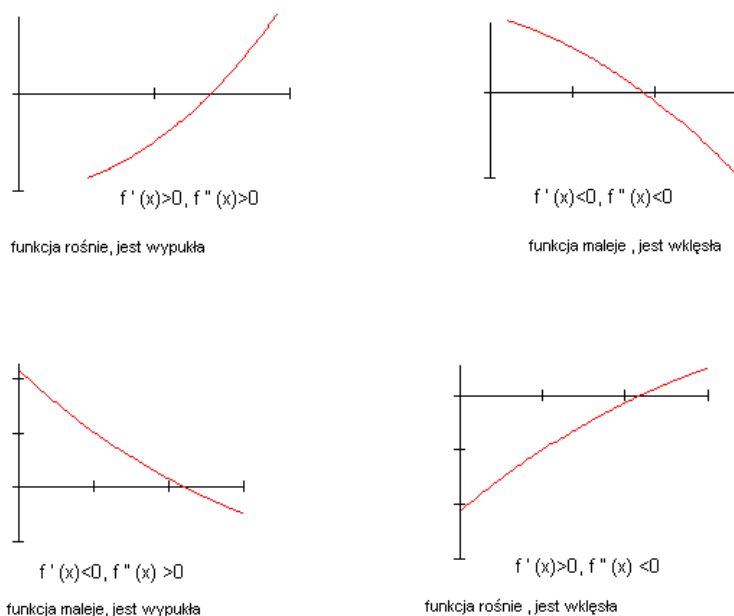 f ' (x)>0, f " (x)>0
funkcja rośnie, jest wypukła
f ' (x)<0, f " (x)<0
funkcja maleje , jest wklęsła
f ' (x)<0, f " (x) >0
funkcja maleje, jest wypukła
f ' (x)>0, f " (x) <0
funkcja rośnie , jest wklęsła